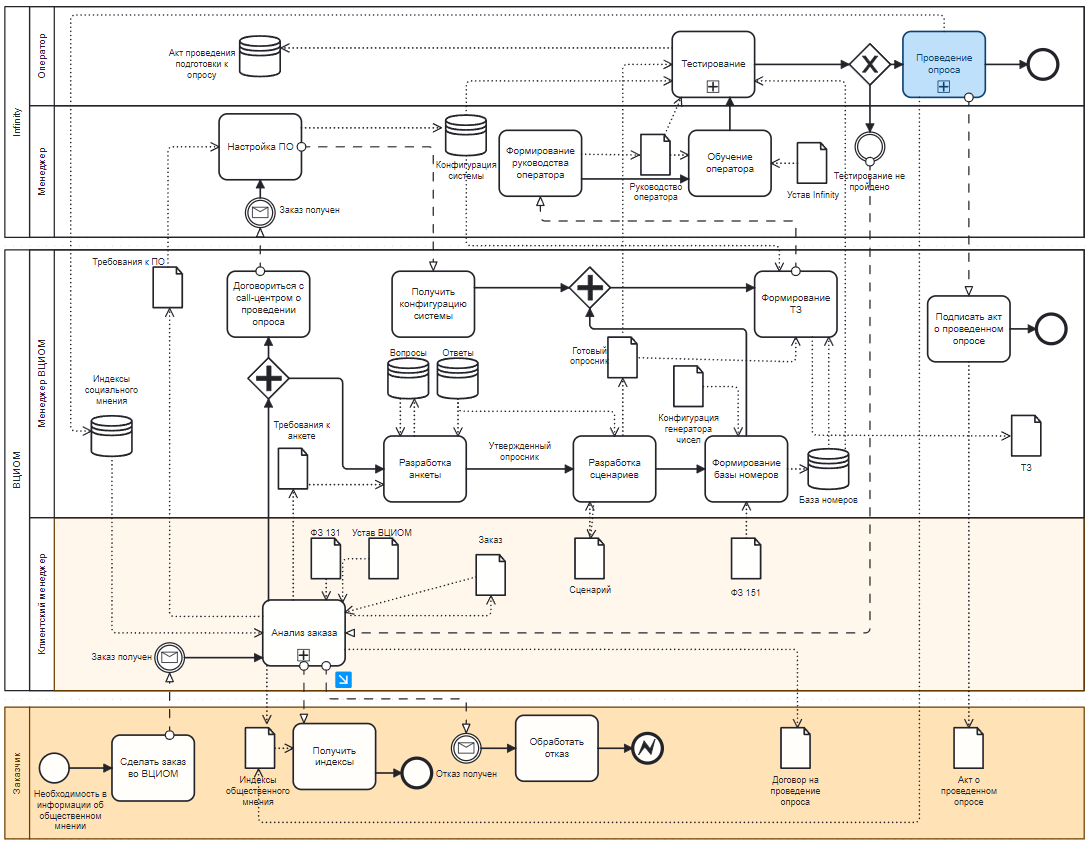 Infinity
Оператор
Акт проведения
подготовки к
опросу
Тестирование
Проведение
опроса
Менеджер
Настройка ПО
Конфигурация
системы
Формирование
руководства
оператора
Руководство
оператора
Обучение
оператора
Устав Infinity
Тестирование не
пройдено
Заказ получен
ВЦИОМ
Менеджер ВЦИОМ
Требования к ПО
Договориться с
call-центром о
проведении
опроса
Получить
конфигурацию
системы
Формирование
ТЗ
Подписать акт
о проведенном
опросе
Индексы
социального
мнения
Вопросы
Ответы
Готовый
опросник
Требования к
анкете
Конфигурация
генератора
чисел
Разработка
анкеты
Утвержденный
опросник
Разработка
сценариев
Формирование
базы номеров
База номеров
ТЗ
Клиентский менеджер
ФЗ 131
Устав ВЦИОМ
Заказ
Сценарий
ФЗ 151
Анализ заказа
Заказ получен
Заказчик
Необходимость в
информации об
общественном
мнении
Сделать заказ
во ВЦИОМ
Индексы
общественного
мнения
Получить
индексы
Отказ получен
Обработать
отказ
Договор на
проведение
опроса
Акт о
проведенном
опросе